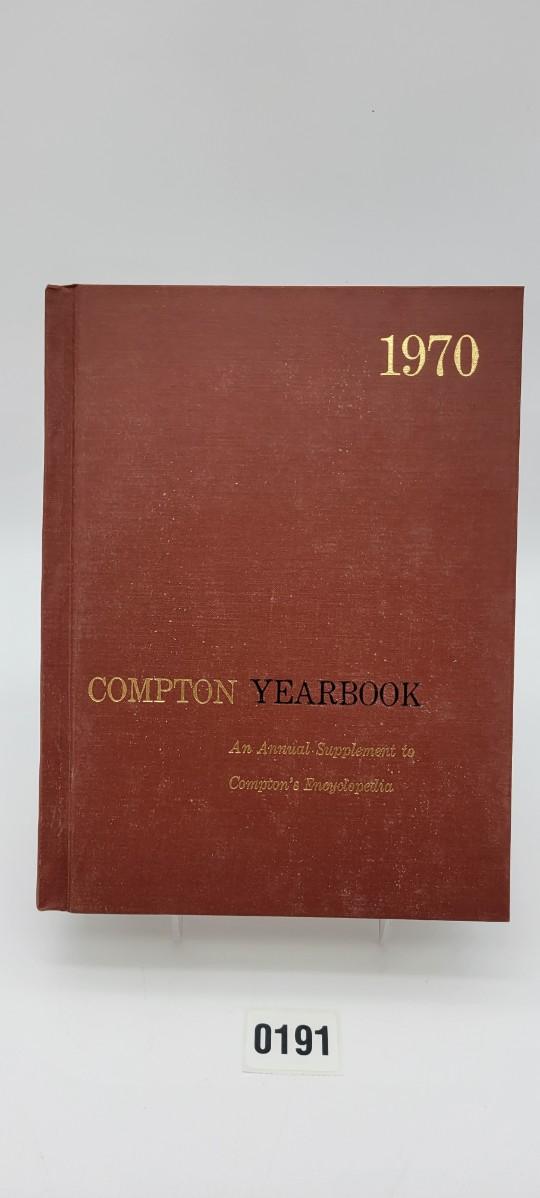 1970
COMPTON YEARBOOK
An Annual Supplement to
Compton's Encyclopedia
0191